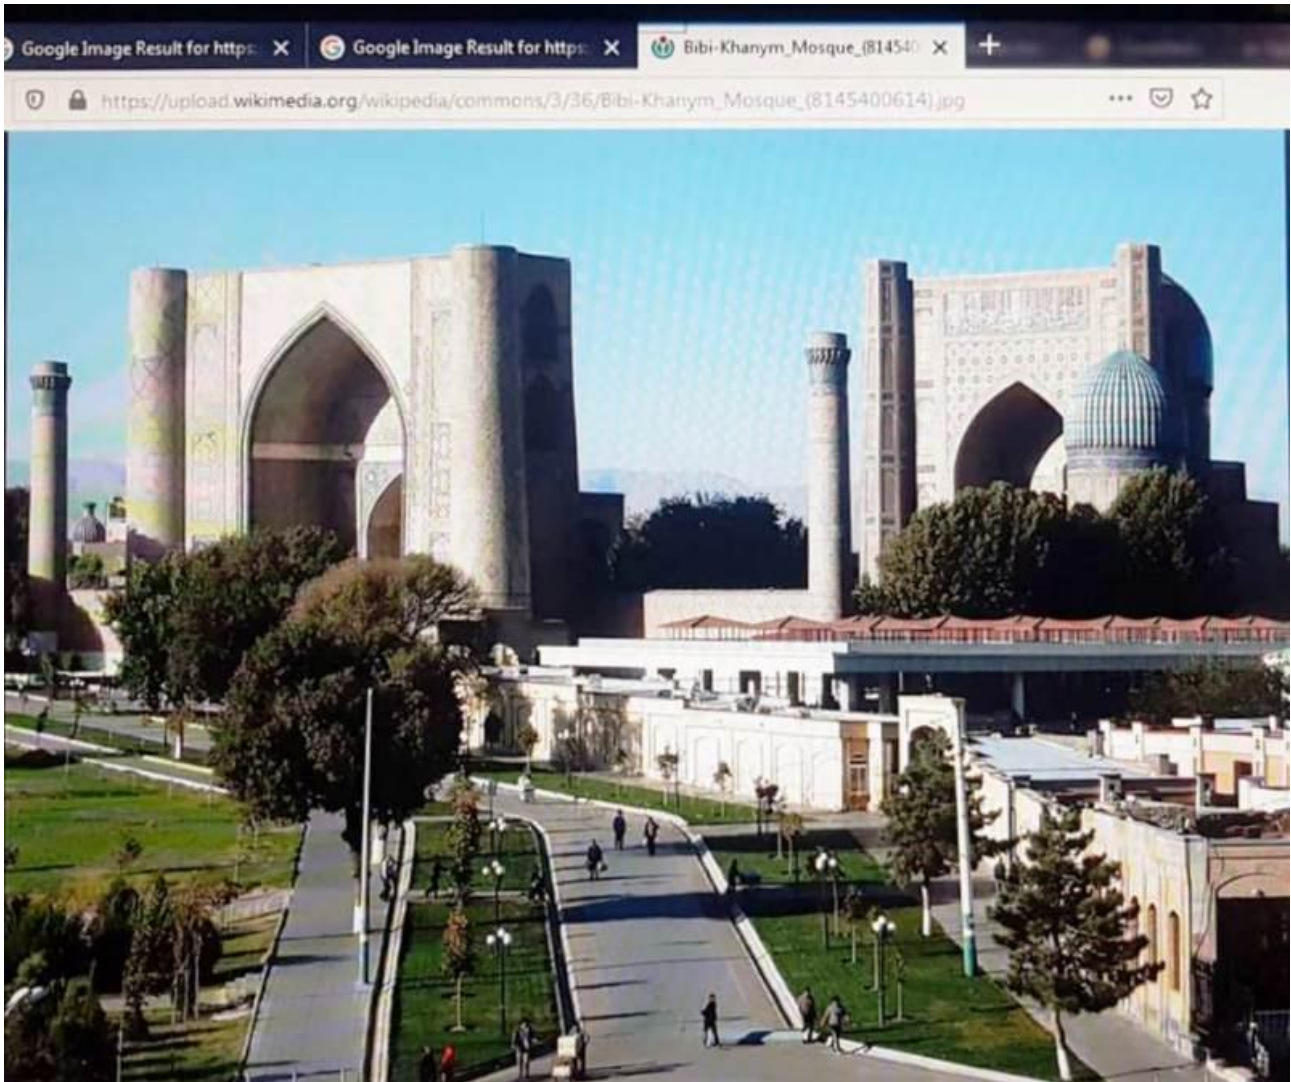 Google Image Result for https:
Google Image Result for https:
Bibi-Khanym_Mosque_(81454
https://upload.wikimedia.org/wikipedia/commons/3/36/Bibi-Khanym_Mosque_(8145400614).jpg